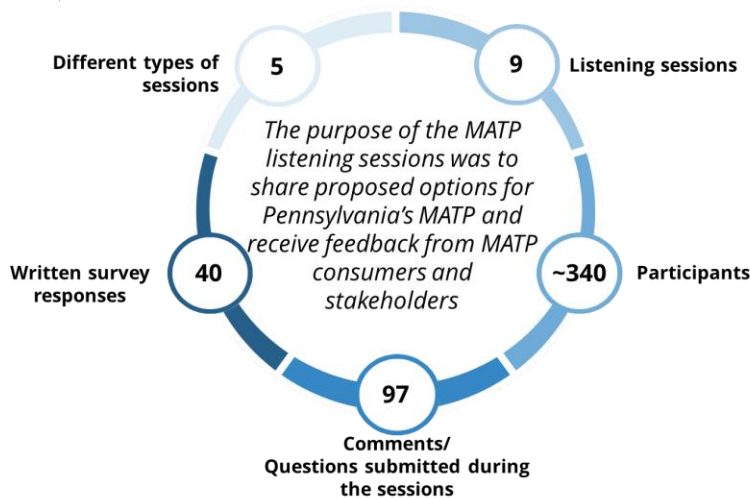 Different types of
sessions
5
9
Listening sessions
The purpose of the MATP
listening sessions was to
share proposed options for
Pennsylvania's MATP and
receive feedback from MATP
consumers and
stakeholders
Written survey
responses
40
~340
Participants
97
Comments/
Questions submitted during
the sessions